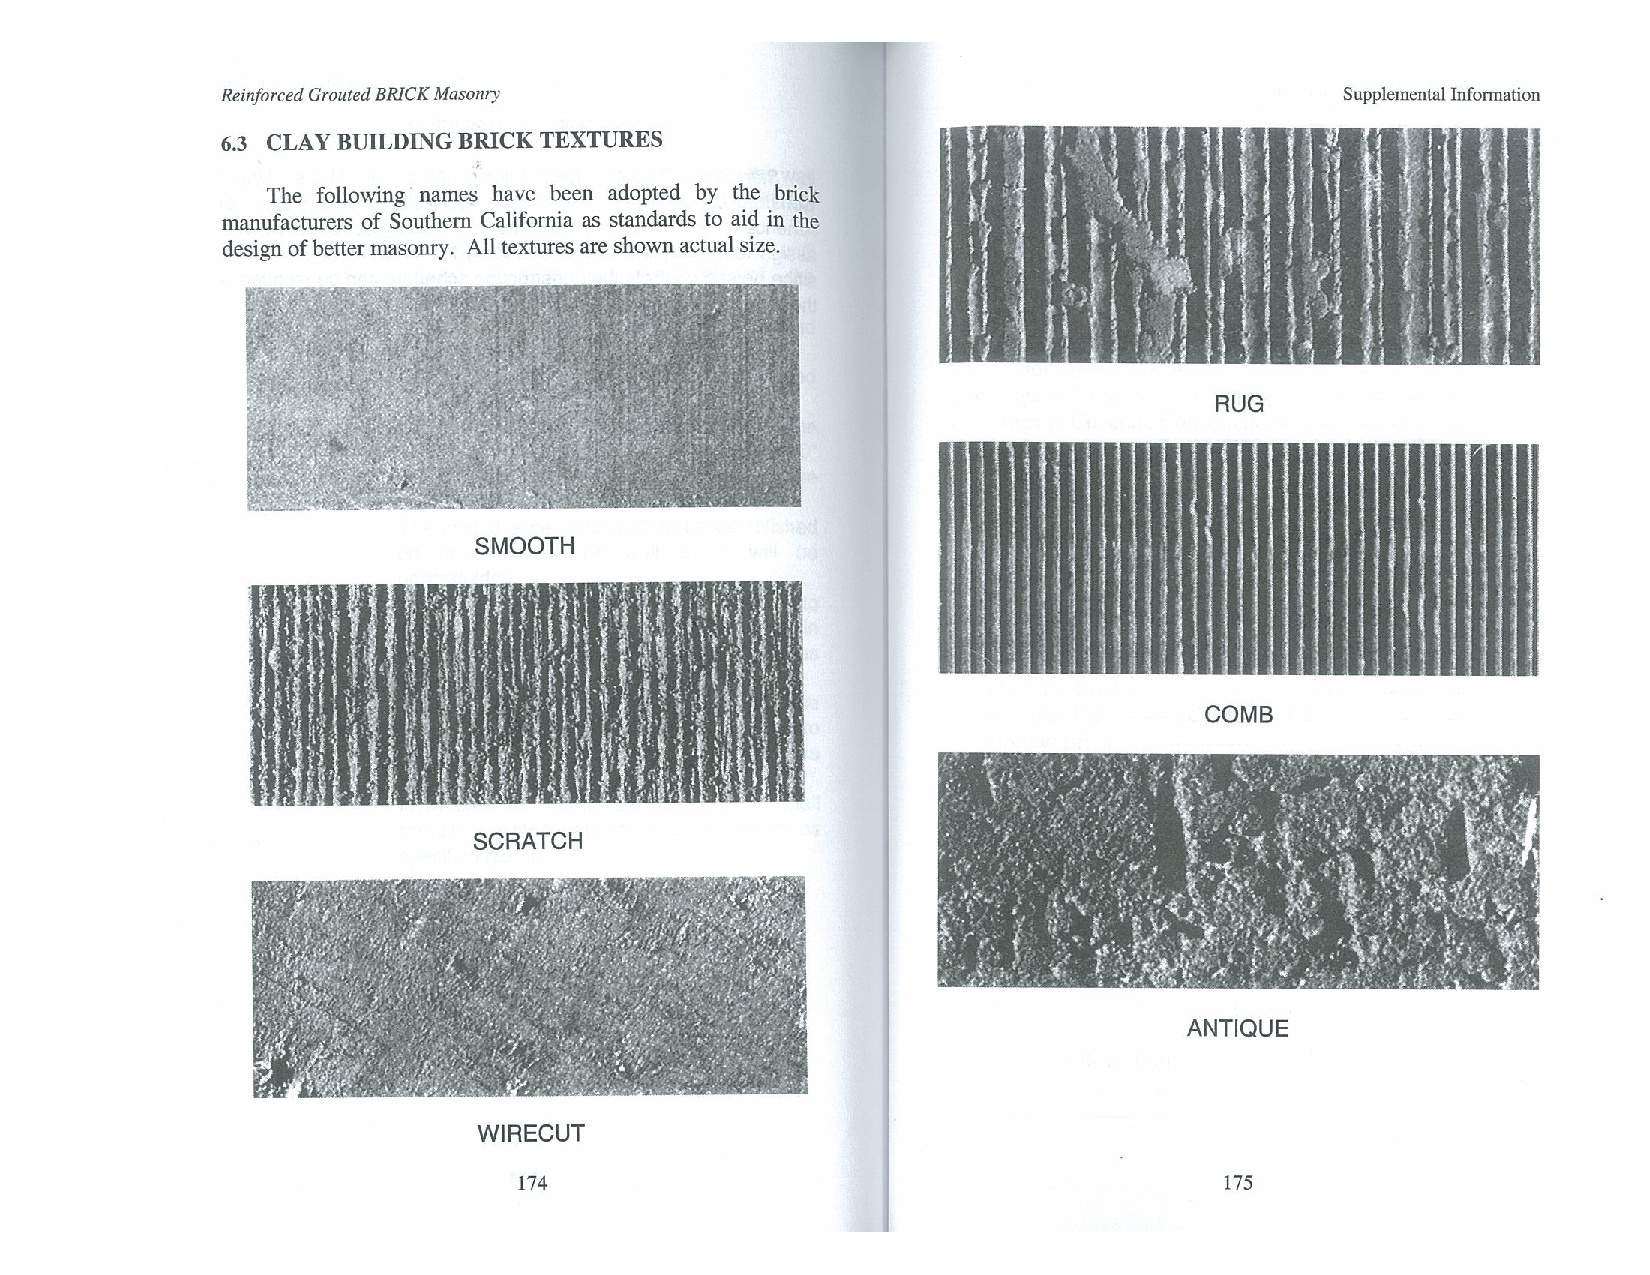 Reinforced Grouted BRICK Masonry
6.3 CLAY BUILDING BRICK TEXTURES
The following names have been adopted by the brick
manufacturers of Southern California as standards to aid in the
design of better masonry. All textures are shown actual size.
SMOOTH
SCRATCH
WIRECUT
174
Supplemental Information
RUG
COMB
ANTIQUE
175